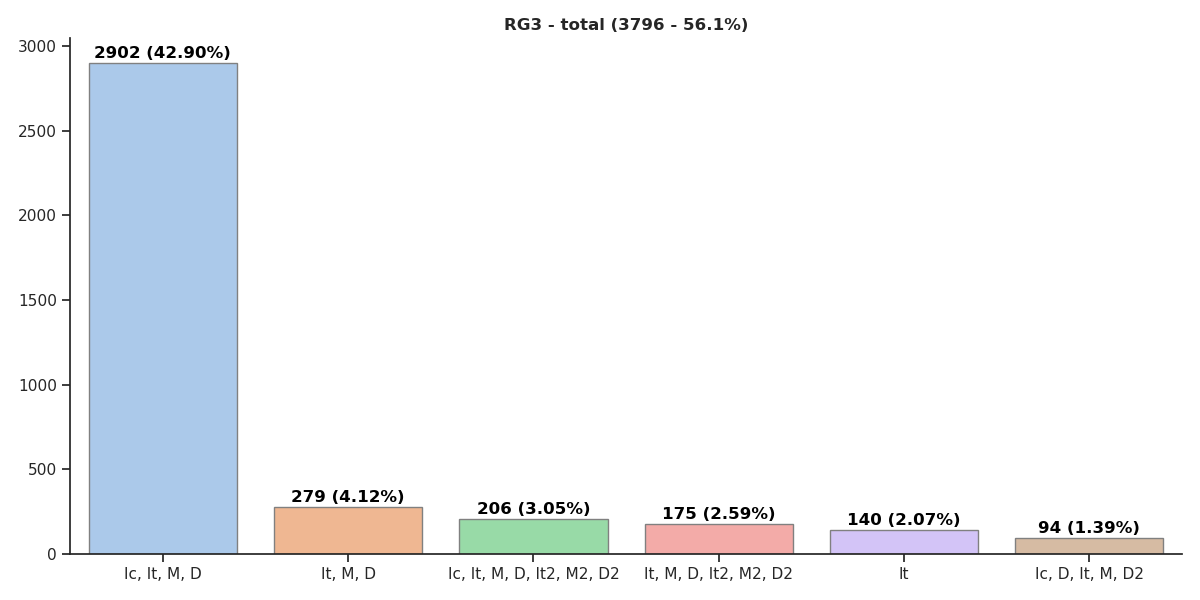 RG3 - total (3796 - 56.1%)
3000
2500
2000
1500
1000
500
0
2902 (42.90%)
279 (4.12%)
206 (3.05%)
175 (2.59%)
140 (2.07%)
94 (1.39%)
Ic, It, M, D
It, M, D
Ic, It, M, D, It2, M2, D2
It, M, D, It2, M2, D2
It
Ic, D, It, M, D2